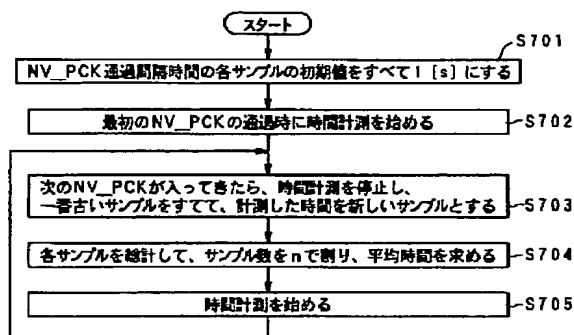 スタート
S701
NV_PCK通過間隔時間の各サンプルの初期値をすべて1 [s] にする
最初のNV_PCKの通過時に時間計測を始める
S702
次のNV_PCKが入ってきたら、時間計測を停止し、
一番古いサンプルをすてて、計測した時間を新しいサンプルとする
S703
各サンプルを総計して、サンプル数をnで割り、平均時間を求める
S704
時間計測を始める
S705